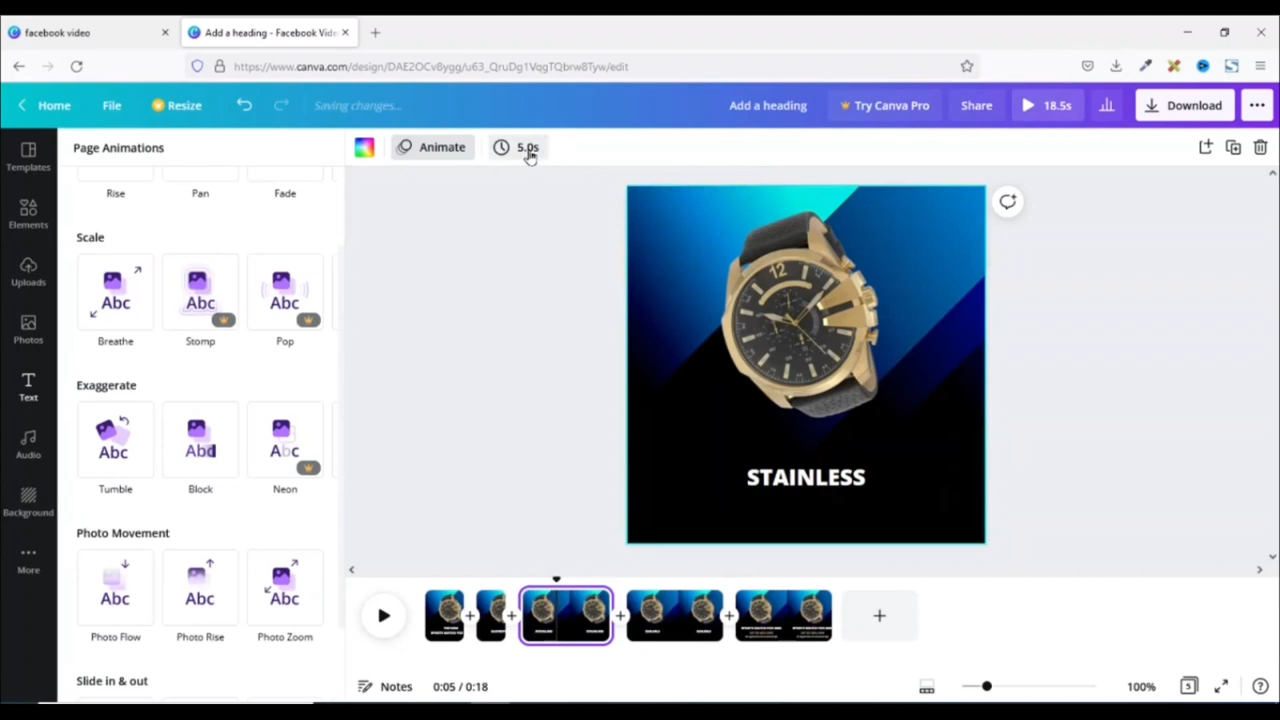 facebook video
Add a heading - Facebook Vide
https://www.canva.com/design/DAE2OCv8ygg/u63_QruDg1VqgTQbrw8Tyw/edit
Home
File
Resize
Saving changes...
Add a heading
Try Canva Pro
Share
18.5s
Download
Templates
Elements
Uploads
Photos
Text
Audio
Background
More
Page Animations
Animate
5.0s
Rise
Pan
Fade
Scale
Abc
Abc
Abc
Breathe
Stomp
Pop
Exaggerate
Abc
Abc
Abc
Tumble
Block
Neon
Photo Movement
Abc
Abc
Abc
Photo Flow
Photo Rise
Photo Zoom
Slide in & out
12
STAINLESS
Notes
0:05 / 0:18
100%
5